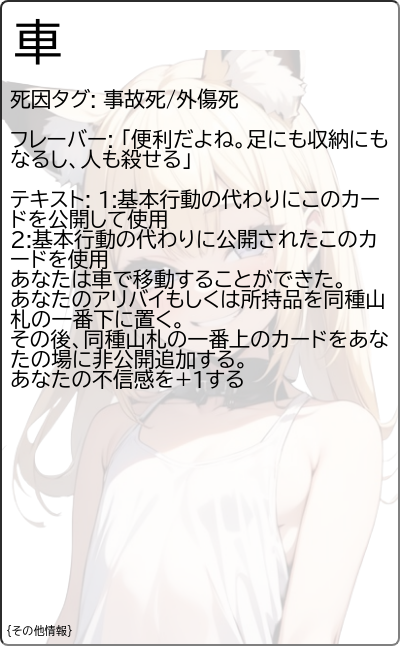 車
死因タグ: 事故死/外傷死
フレーバー: 「便利だよね。足にも収納にも
なるし、人も殺せる」
テキスト: 1:基本行動の代わりにこのカー
ドを公開して使用
2:基本行動の代わりに公開されたこのカ
ードを使用
あなたは車で移動することができた。
あなたのアリバイもしくは所持品を同種山
札の一番下に置く。
その後、同種山札の一番上のカードをあな
たの場に非公開追加する。
あなたの不信感を+1する
{その他情報}